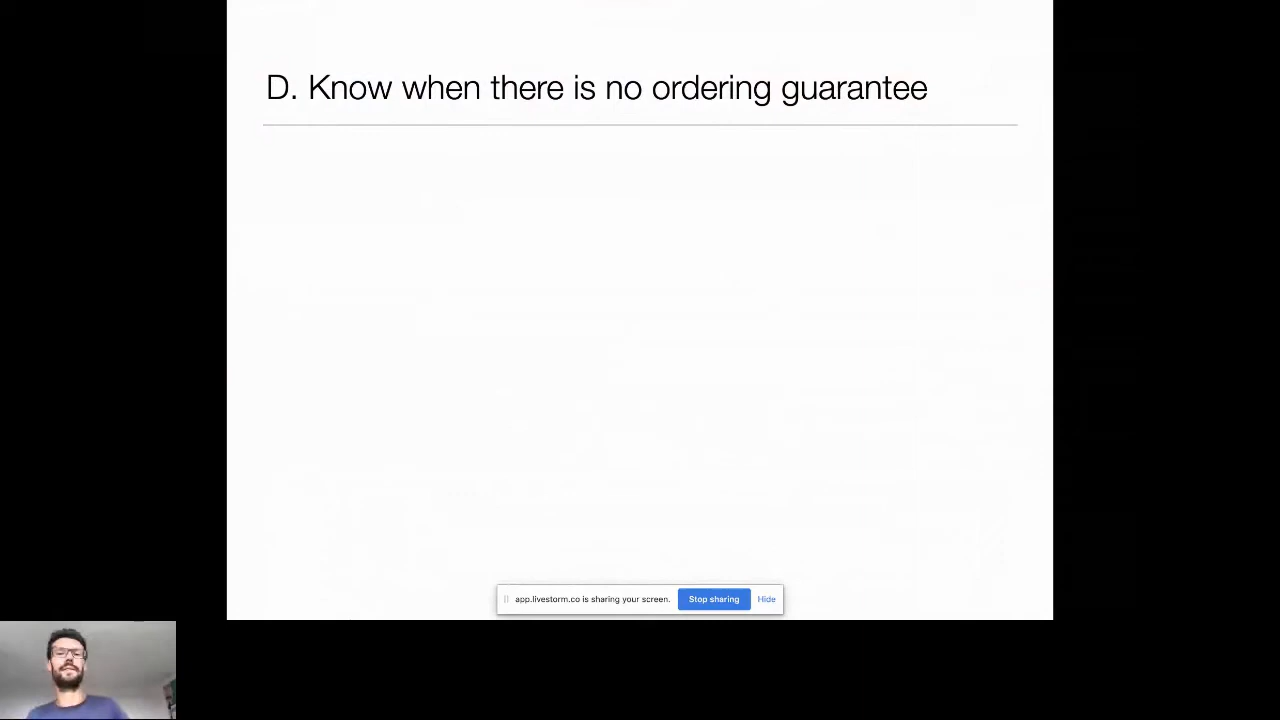 D. Know when there is no ordering guarantee
app.livestorm.co is sharing your screen. Stop sharing Hide